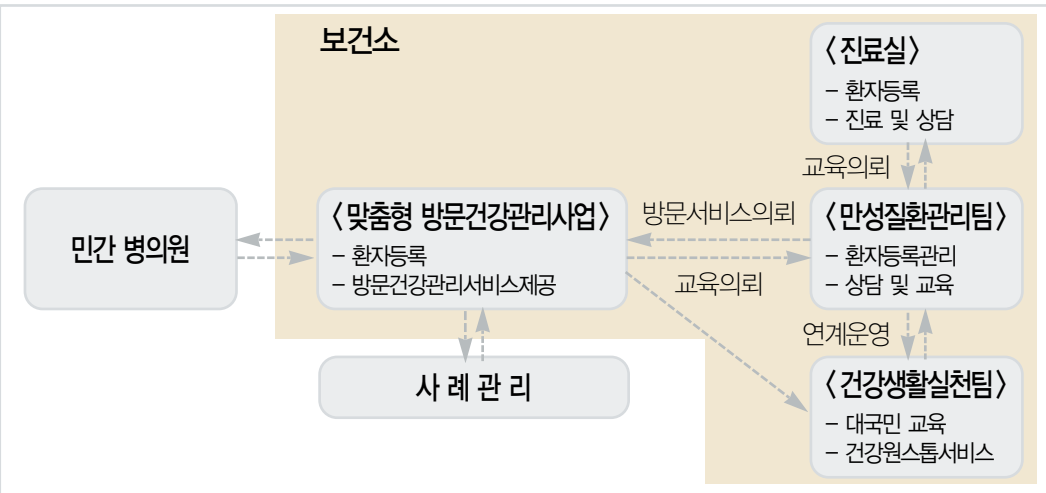 보건소
〈진료실〉
- 환자등록
- 진료 및 상담
교육의뢰
민간 병의원
〈맞춤형 방문건강관리사업〉
- 환자등록
- 방문건강관리서비스제공
방문서비스의뢰
교육의뢰
〈만성질환관리팀〉
- 환자등록관리
- 상담 및 교육
연계운영
사 례 관 리
〈건강생활실천팀〉
- 대국민 교육
- 건강원스톱서비스